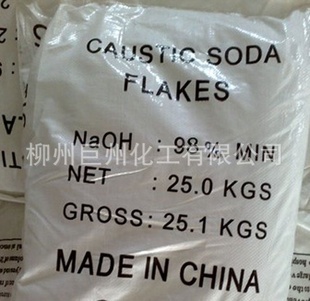 CAUSTIC SODA
FLAKES
NaOH : 98% MIN
柳州巨州化工有限公司
NET : 25.0 KGS
GROSS: 25.1 KGS
MADE IN CHINA